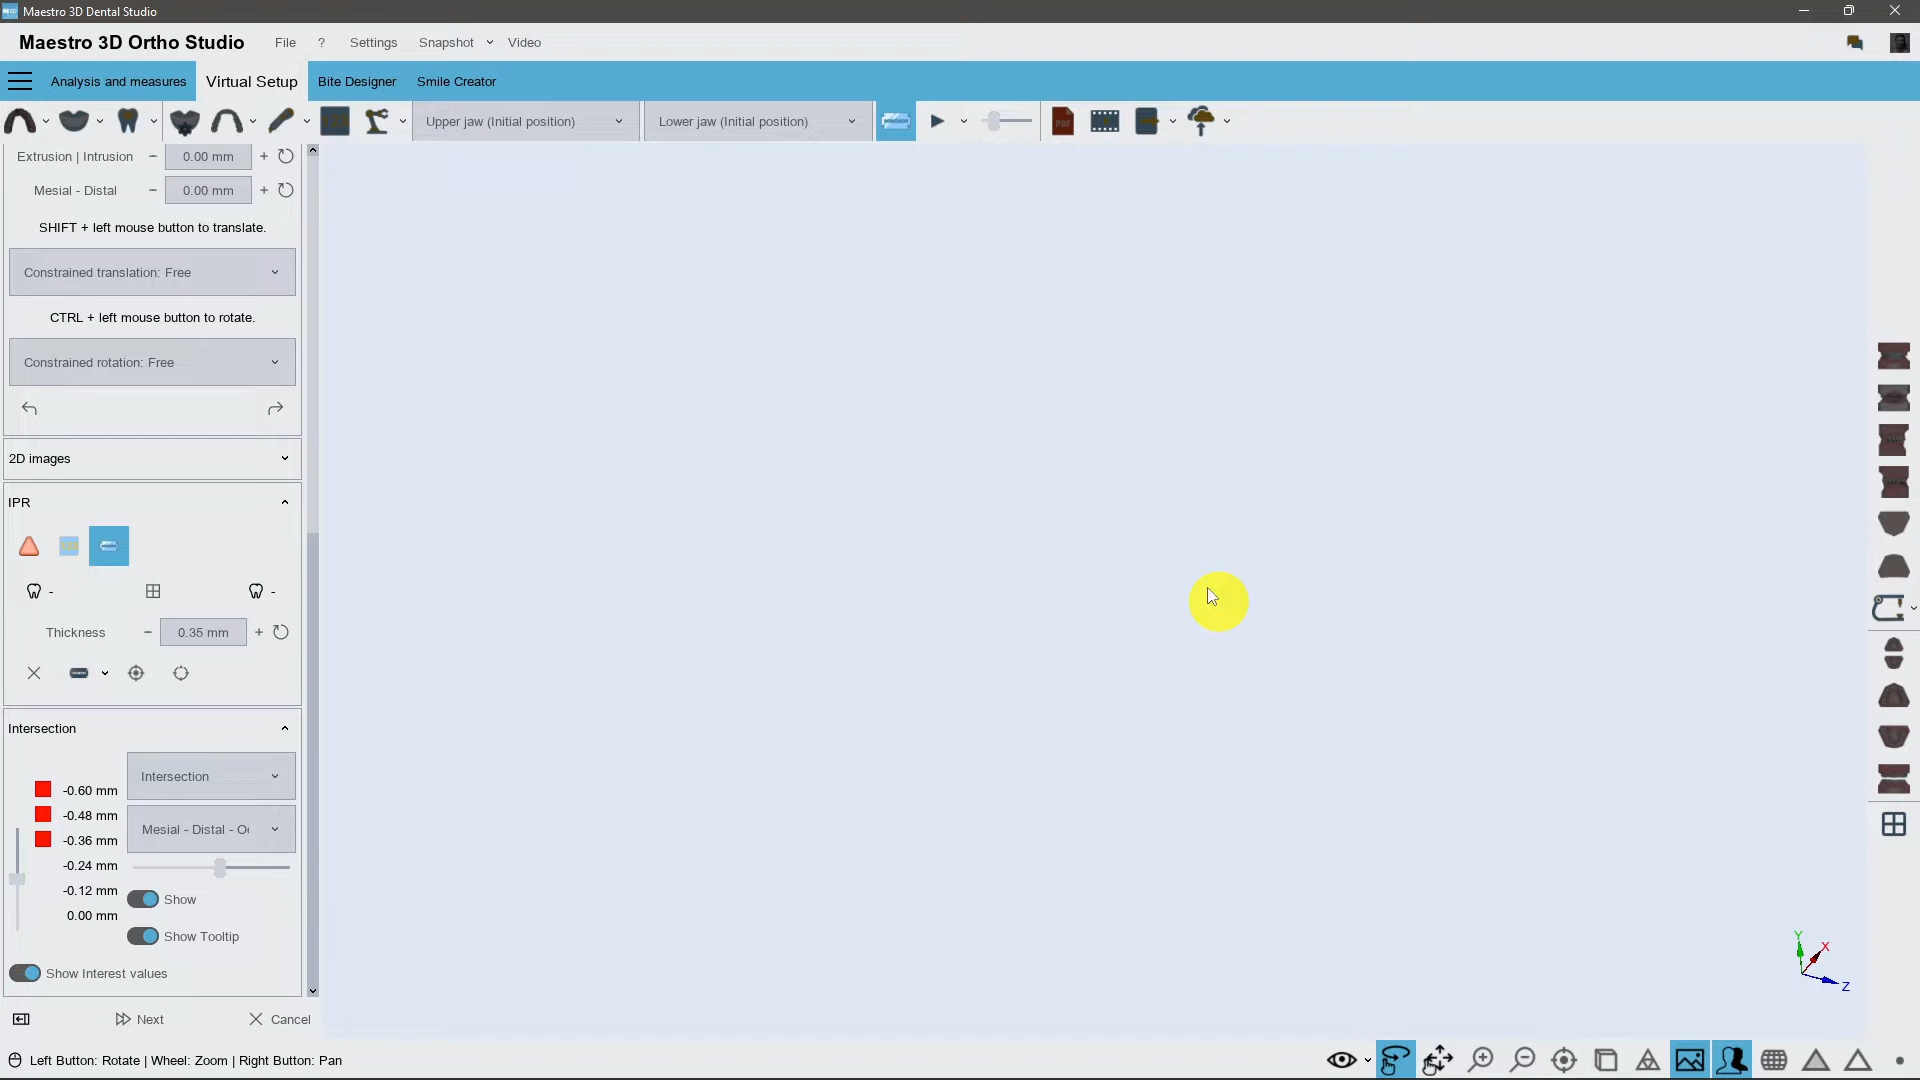 Maestro 3D Dental Studio
Maestro 3D Ortho Studio File ? Settings Snapshot Video
Analysis and measures Virtual Setup Bite Designer Smile Creator
Upper jaw (Initial position) Lower jaw (Initial position)
Extrusion | Intrusion - 0.00 mm +
Mesial - Distal - 0.00 mm +
SHIFT + left mouse button to translate.
Constrained translation: Free
CTRL + left mouse button to rotate.
Constrained rotation: Free
2D images
IPR
- -
Thickness - 0.35 mm +
Intersection
Intersection
-0.60 mm
-0.48 mm
Mesial - Distal - O
-0.36 mm
-0.24 mm
-0.12 mm
Show
0.00 mm
Show Tooltip
Show Interest values
Next Cancel
Left Button: Rotate | Wheel: Zoom | Right Button: Pan
Y X
Z